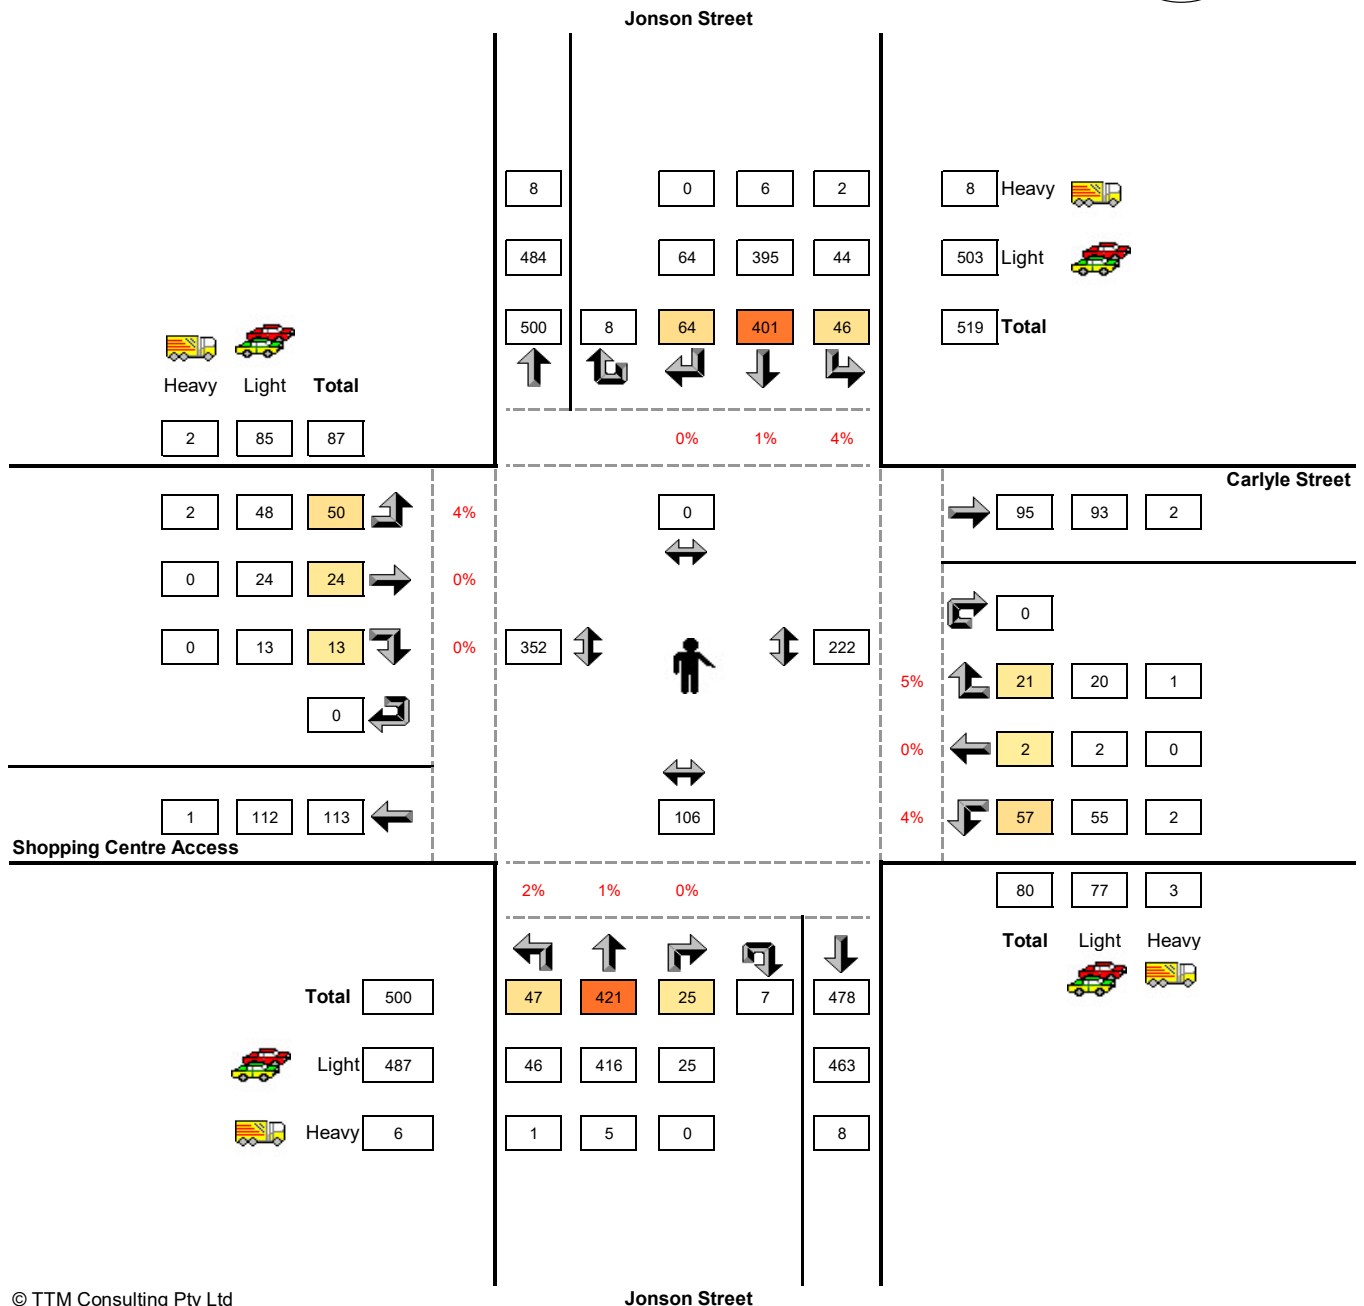 Jonson Street
8 0 6 2 8 Heavy
484 64 395 44 503 Light
500 8 64 401 46 519 Total
Heavy Light Total
2 85 87 0% 1% 4%
Carlyle Street
2 48 50 4% 0 95 93 2
0 24 24 0%
0
0 13 13 0% 352 222
5% 21 20 1
0
0% 2 2 0
1 112 113 106 4% 57 55 2
Shopping Centre Access
2% 1% 0% 80 77 3
Total Light Heavy
Total 500 47 421 25 7 478
Light 487 46 416 25 463
Heavy 6 1 5 0 8
© TTM Consulting Pty Ltd
Jonson Street